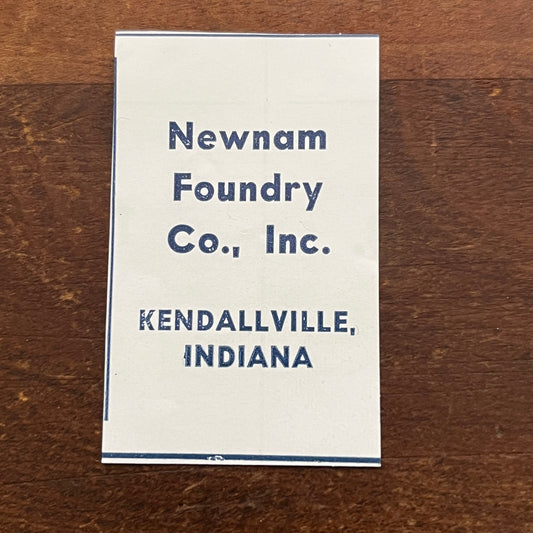 Newnam
Foundry
Co., Inc.
KENDALLVILLE,
INDIANA